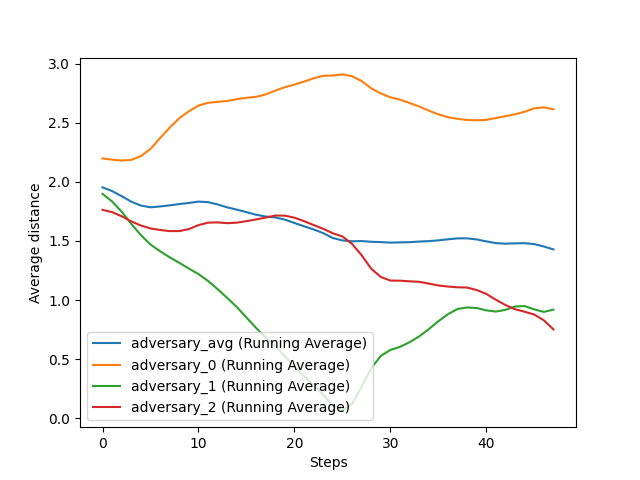 3.0
2.5
2.0
1.5
1.0
0.5
0.0
Average distance
adversary_avg (Running Average)
adversary_0 (Running Average)
adversary_1 (Running Average)
adversary_2 (Running Average)
0 10 20 30 40
Steps